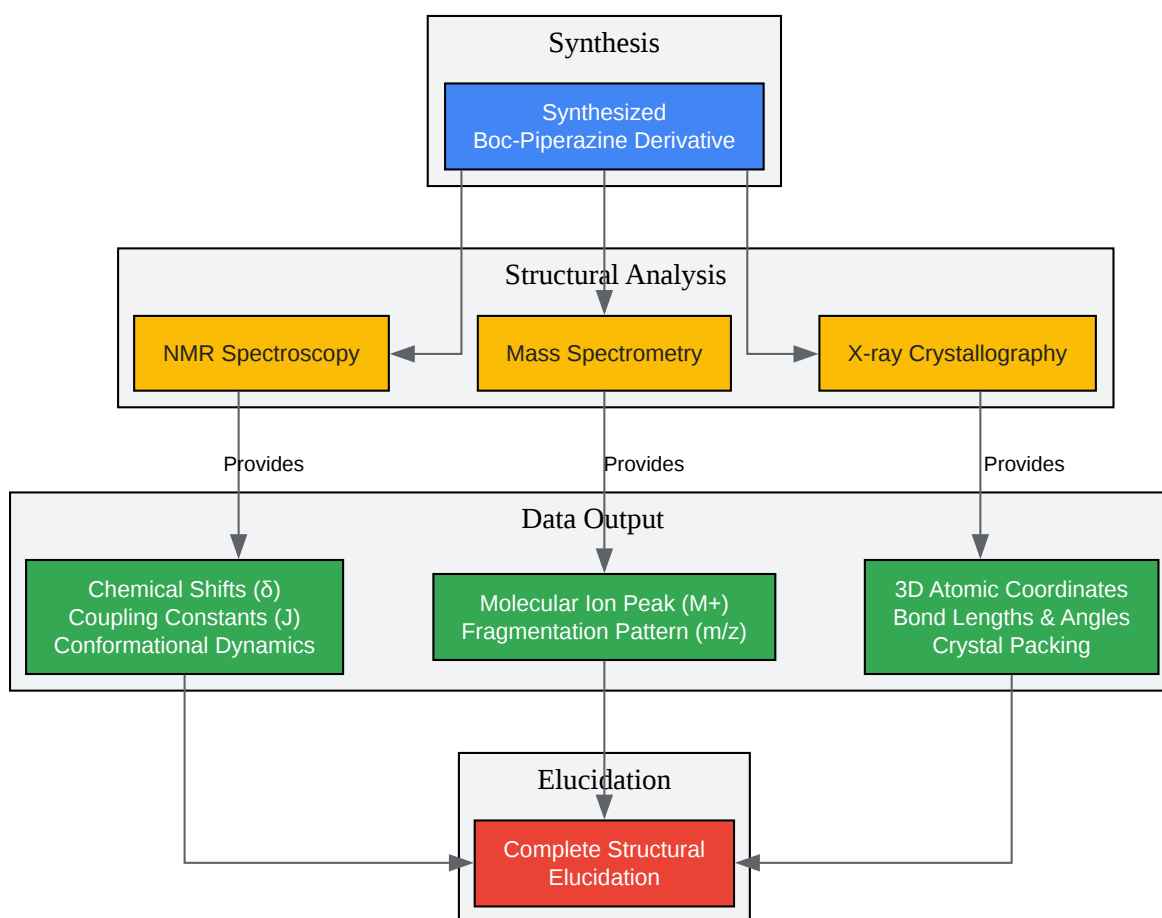 Synthesis
Synthesized
Boc-Piperazine Derivative
Structural Analysis
NMR Spectroscopy
Mass Spectrometry
X-ray Crystallography
Provides
Provides
Provides
Data Output
Chemical Shifts (δ)
Coupling Constants (J)
Conformational Dynamics
Molecular Ion Peak (M+)
Fragmentation Pattern (m/z)
3D Atomic Coordinates
Bond Lengths & Angles
Crystal Packing
Elucidation
Complete Structural
Elucidation